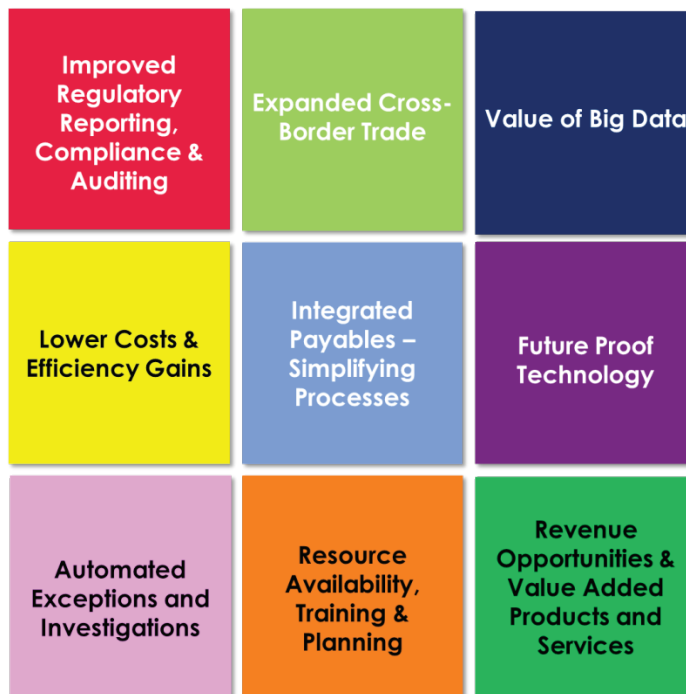 Improved
Regulatory
Reporting,
Compliance &
Auditing
Expanded Cross-
Border Trade
Value of Big Data
Lower Costs &
Efficiency Gains
Integrated
Payables –
Simplifying
Processes
Future Proof
Technology
Automated
Exceptions and
Investigations
Resource
Availability,
Training &
Planning
Revenue
Opportunities &
Value Added
Products and
Services